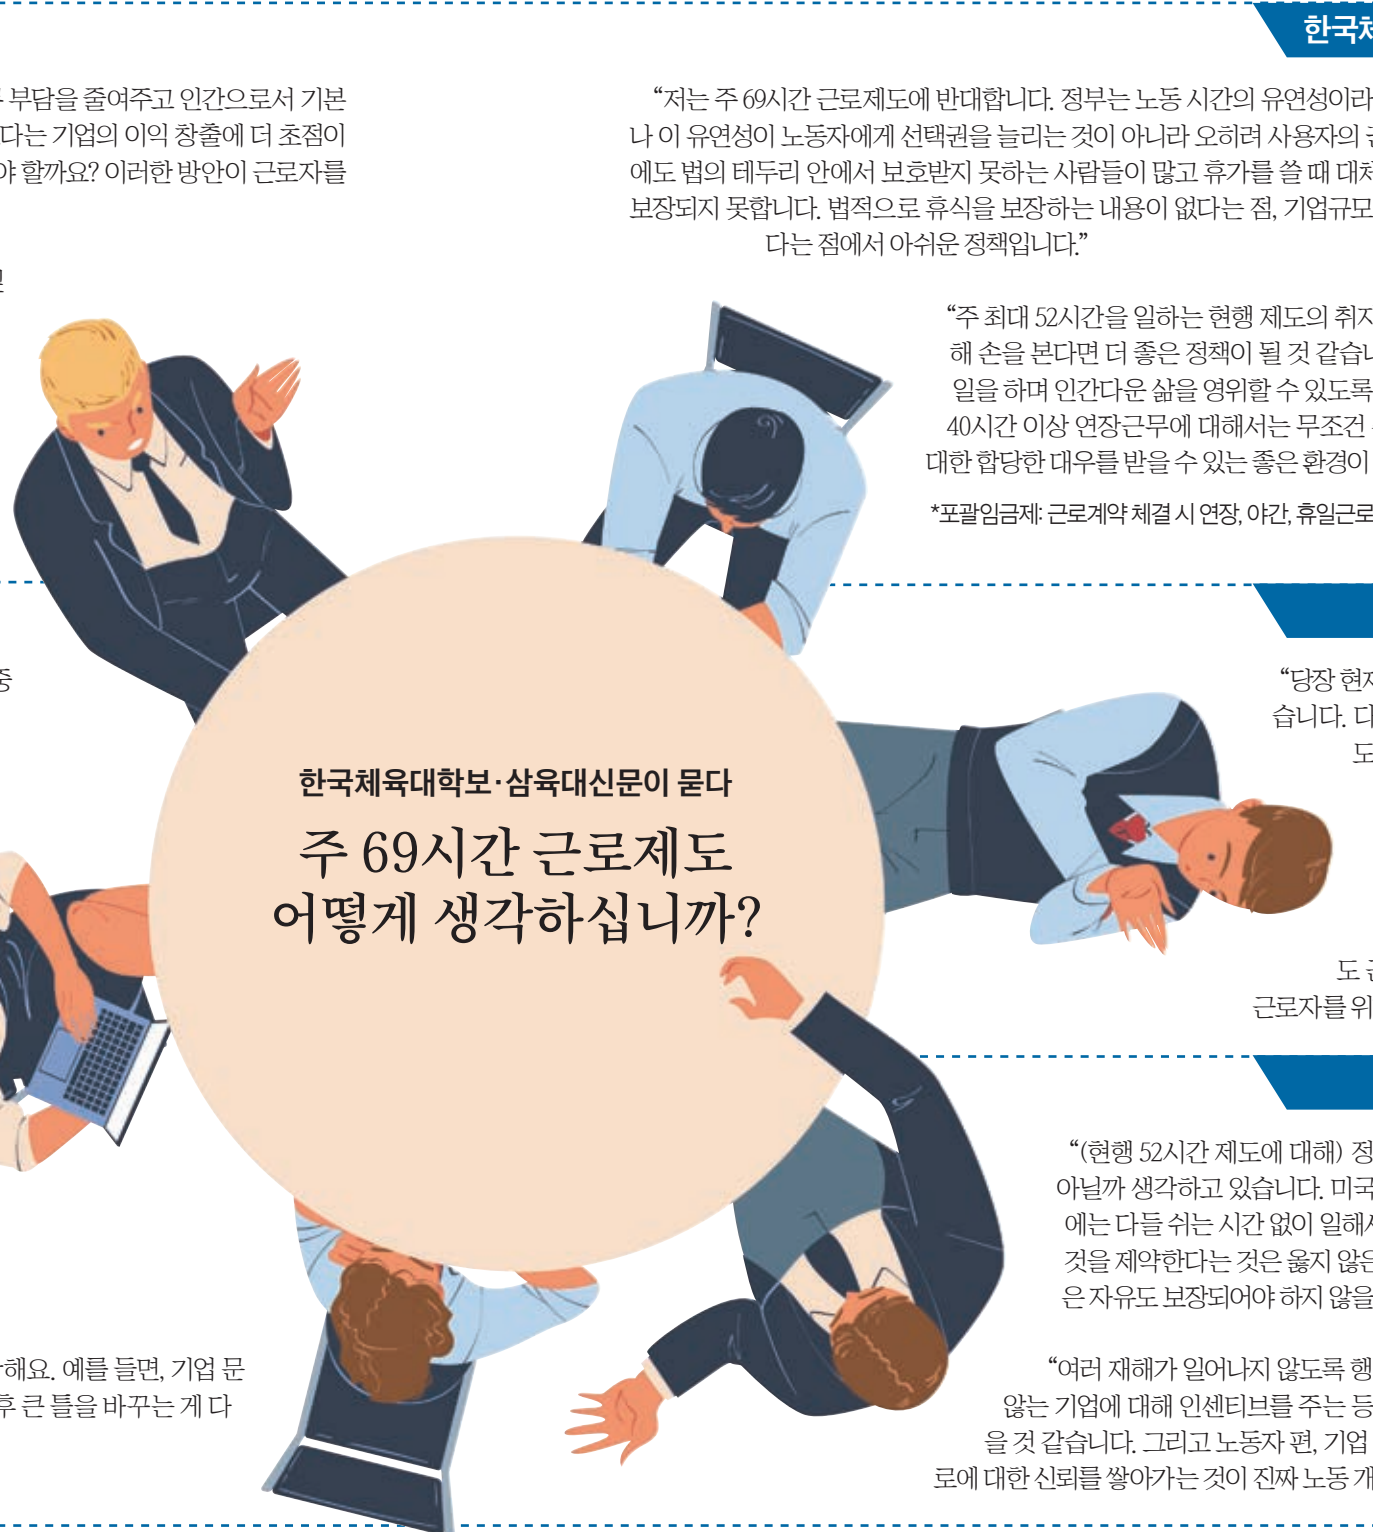 한국체
부담을 줄여주고 인간으로서 기본
다는 기업의 이익 창출에 더 초점이
야 할까요? 이러한 방안이 근로자를
“저는 주 69시간 근로제도에 반대합니다. 정부는 노동 시간의 유연성이라
나 이 유연성이 노동자에게 선택권을 늘리는 것이 아니라 오히려 사용자의
에도 법의 테두리 안에서 보호받지 못하는 사람들이 많고 휴가를 쓸 때 대체
보장되지 못합니다. 법적으로 휴식을 보장하는 내용이 없다는 점, 기업규모
다는 점에서 아쉬운 정책입니다.”
“주 최대 52시간을 일하는 현행 제도의 취지
해 손을 본다면 더 좋은 정책이 될 것 같습니
일을 하며 인간다운 삶을 영위할 수 있도록
40시간 이상 연장근무에 대해서는 무조건
대한 합당한 대우를 받을 수 있는 좋은 환경이
*포괄임금제: 근로계약 체결 시 연장, 야간, 휴일근로
중
“당장 현재
습니다. 다
도
한국체육대학보·삼육대신문이 묻다
주 69시간 근로제도
어떻게 생각하십니까?
도 근
근로자를 위
“(현행 52시간 제도에 대해) 정
아닐까 생각하고 있습니다. 미국
에는 다들 쉬는 시간 없이 일해서
것을 제약한다는 것은 옳지 않은
은 자유도 보장되어야 하지 않을
해요. 예를 들면, 기업 문
후 큰 틀을 바꾸는 게 다
“여러 재해가 일어나지 않도록 행
않는 기업에 대해 인센티브를 주는 등
을 것 같습니다. 그리고 노동자 편, 기업
로에 대한 신뢰를 쌓아가는 것이 진짜 노동 개